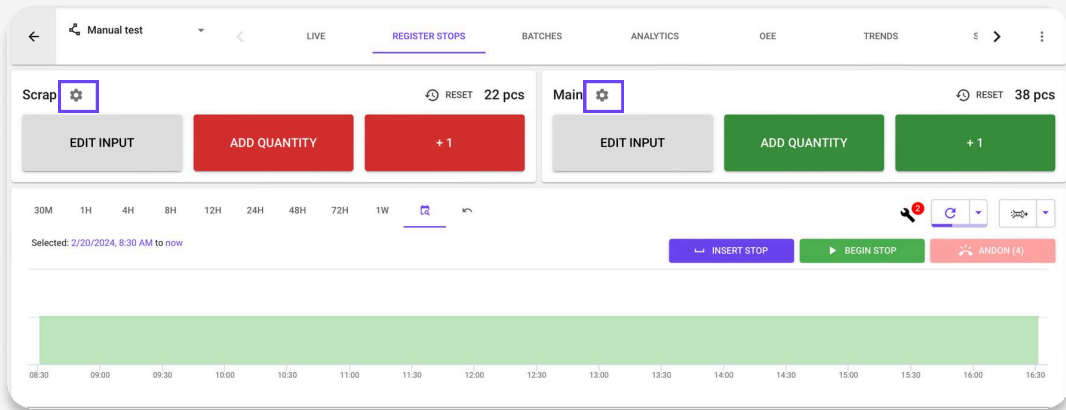 Manual test
LIVE
REGISTER STOPS
BATCHES
ANALYTICS
OEE
TRENDS
S
Scrap
RESET 22 pcs
EDIT INPUT
ADD QUANTITY
+ 1
Main
RESET 38 pcs
EDIT INPUT
ADD QUANTITY
+ 1
30M 1H 4H 8H 12H 24H 48H 72H 1W
2
Selected: 2/20/2024, 8:30 AM to now
INSERT STOP
BEGIN STOP
ANDON (4)
08:30 09:00 09:30 10:00 10:30 11:00 11:30 12:00 12:30 13:00 13:30 14:00 14:30 15:00 15:30 16:00 16:30